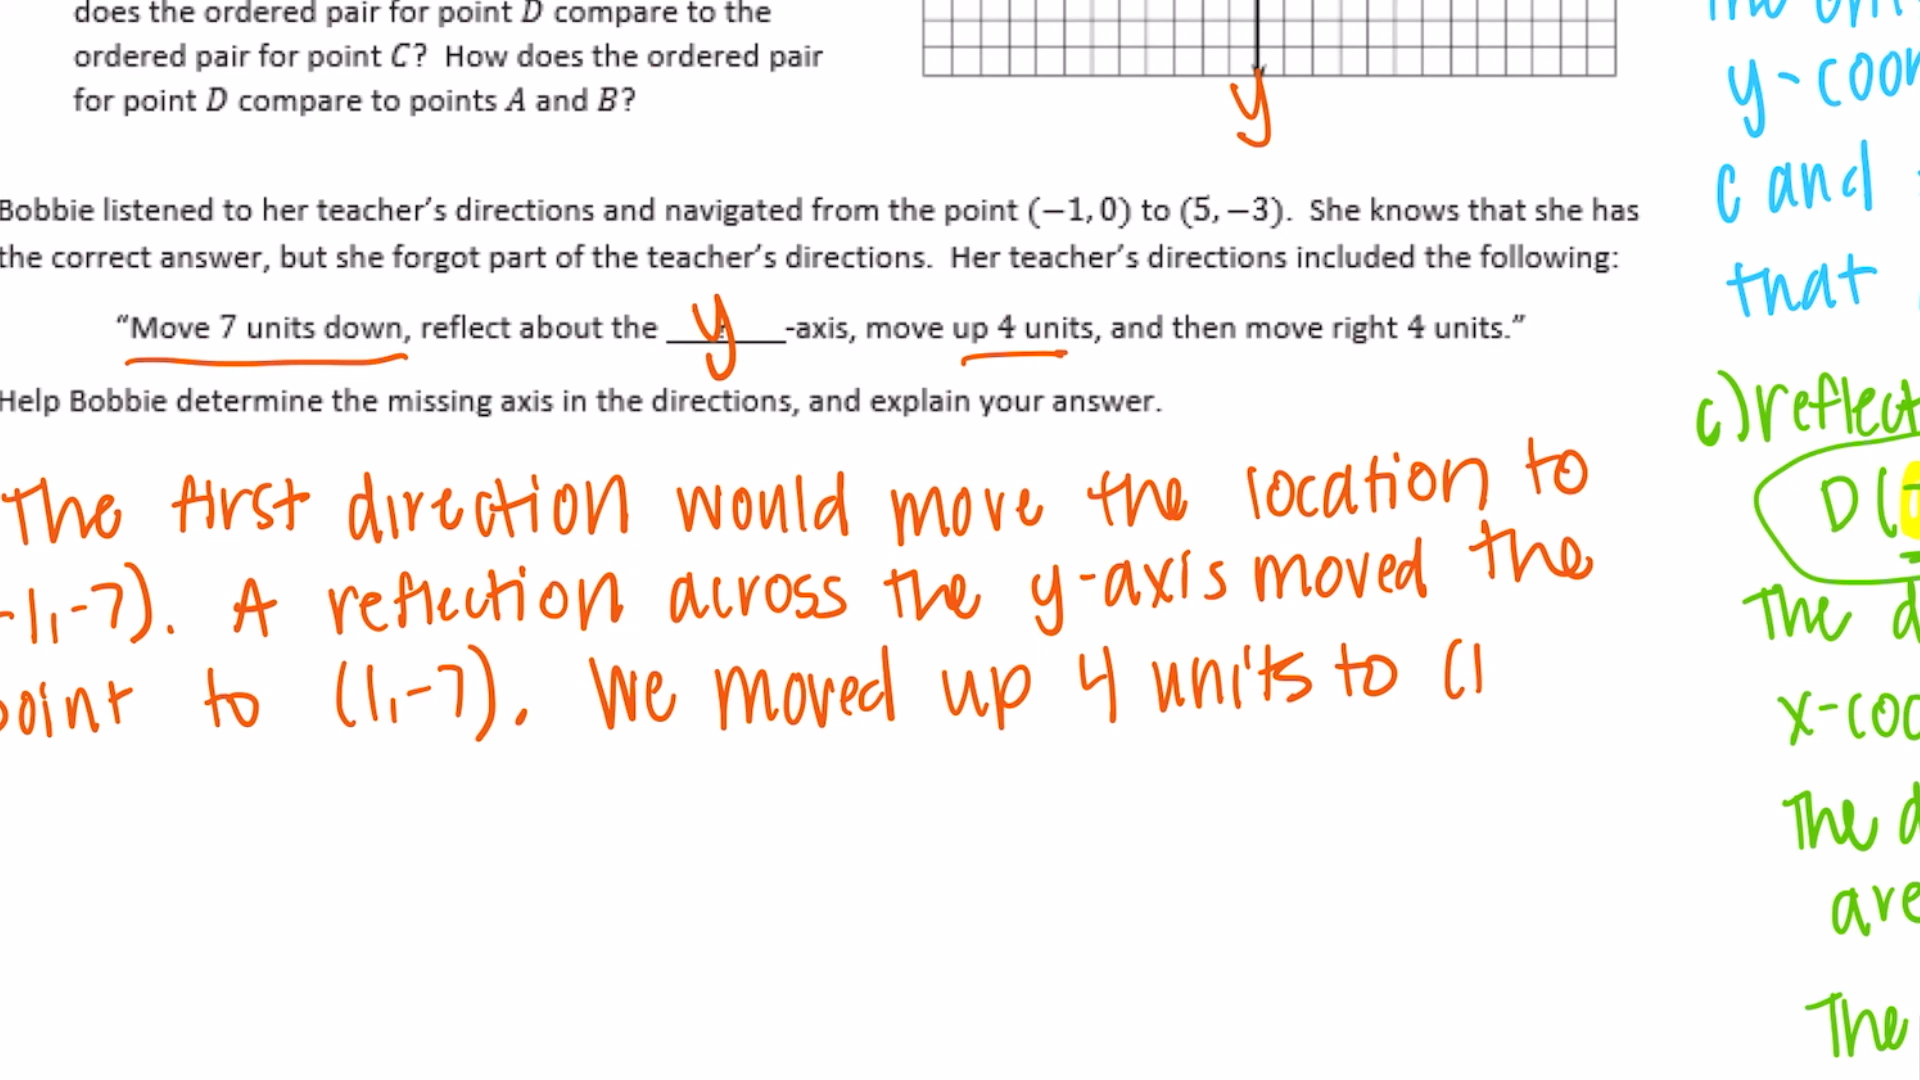 does the ordered pair for point D compare to the
ordered pair for point C? How does the ordered pair
for point D compare to points A and B?
y
Bobbie listened to her teacher's directions and navigated from the point (−1, 0) to (5, −3). She knows that she has
the correct answer, but she forgot part of the teacher's directions. Her teacher's directions included the following:
"Move 7 units down, reflect about the y -axis, move up 4 units, and then move right 4 units."
Help Bobbie determine the missing axis in the directions, and explain your answer.
The first direction would move the location to
-1,-7). A reflection across the y-axis moved the
point to (1,-7). We moved up 4 units to (1
y-coor
C and
that
c) reflect
D(
The d
x-coo
The d
are
The